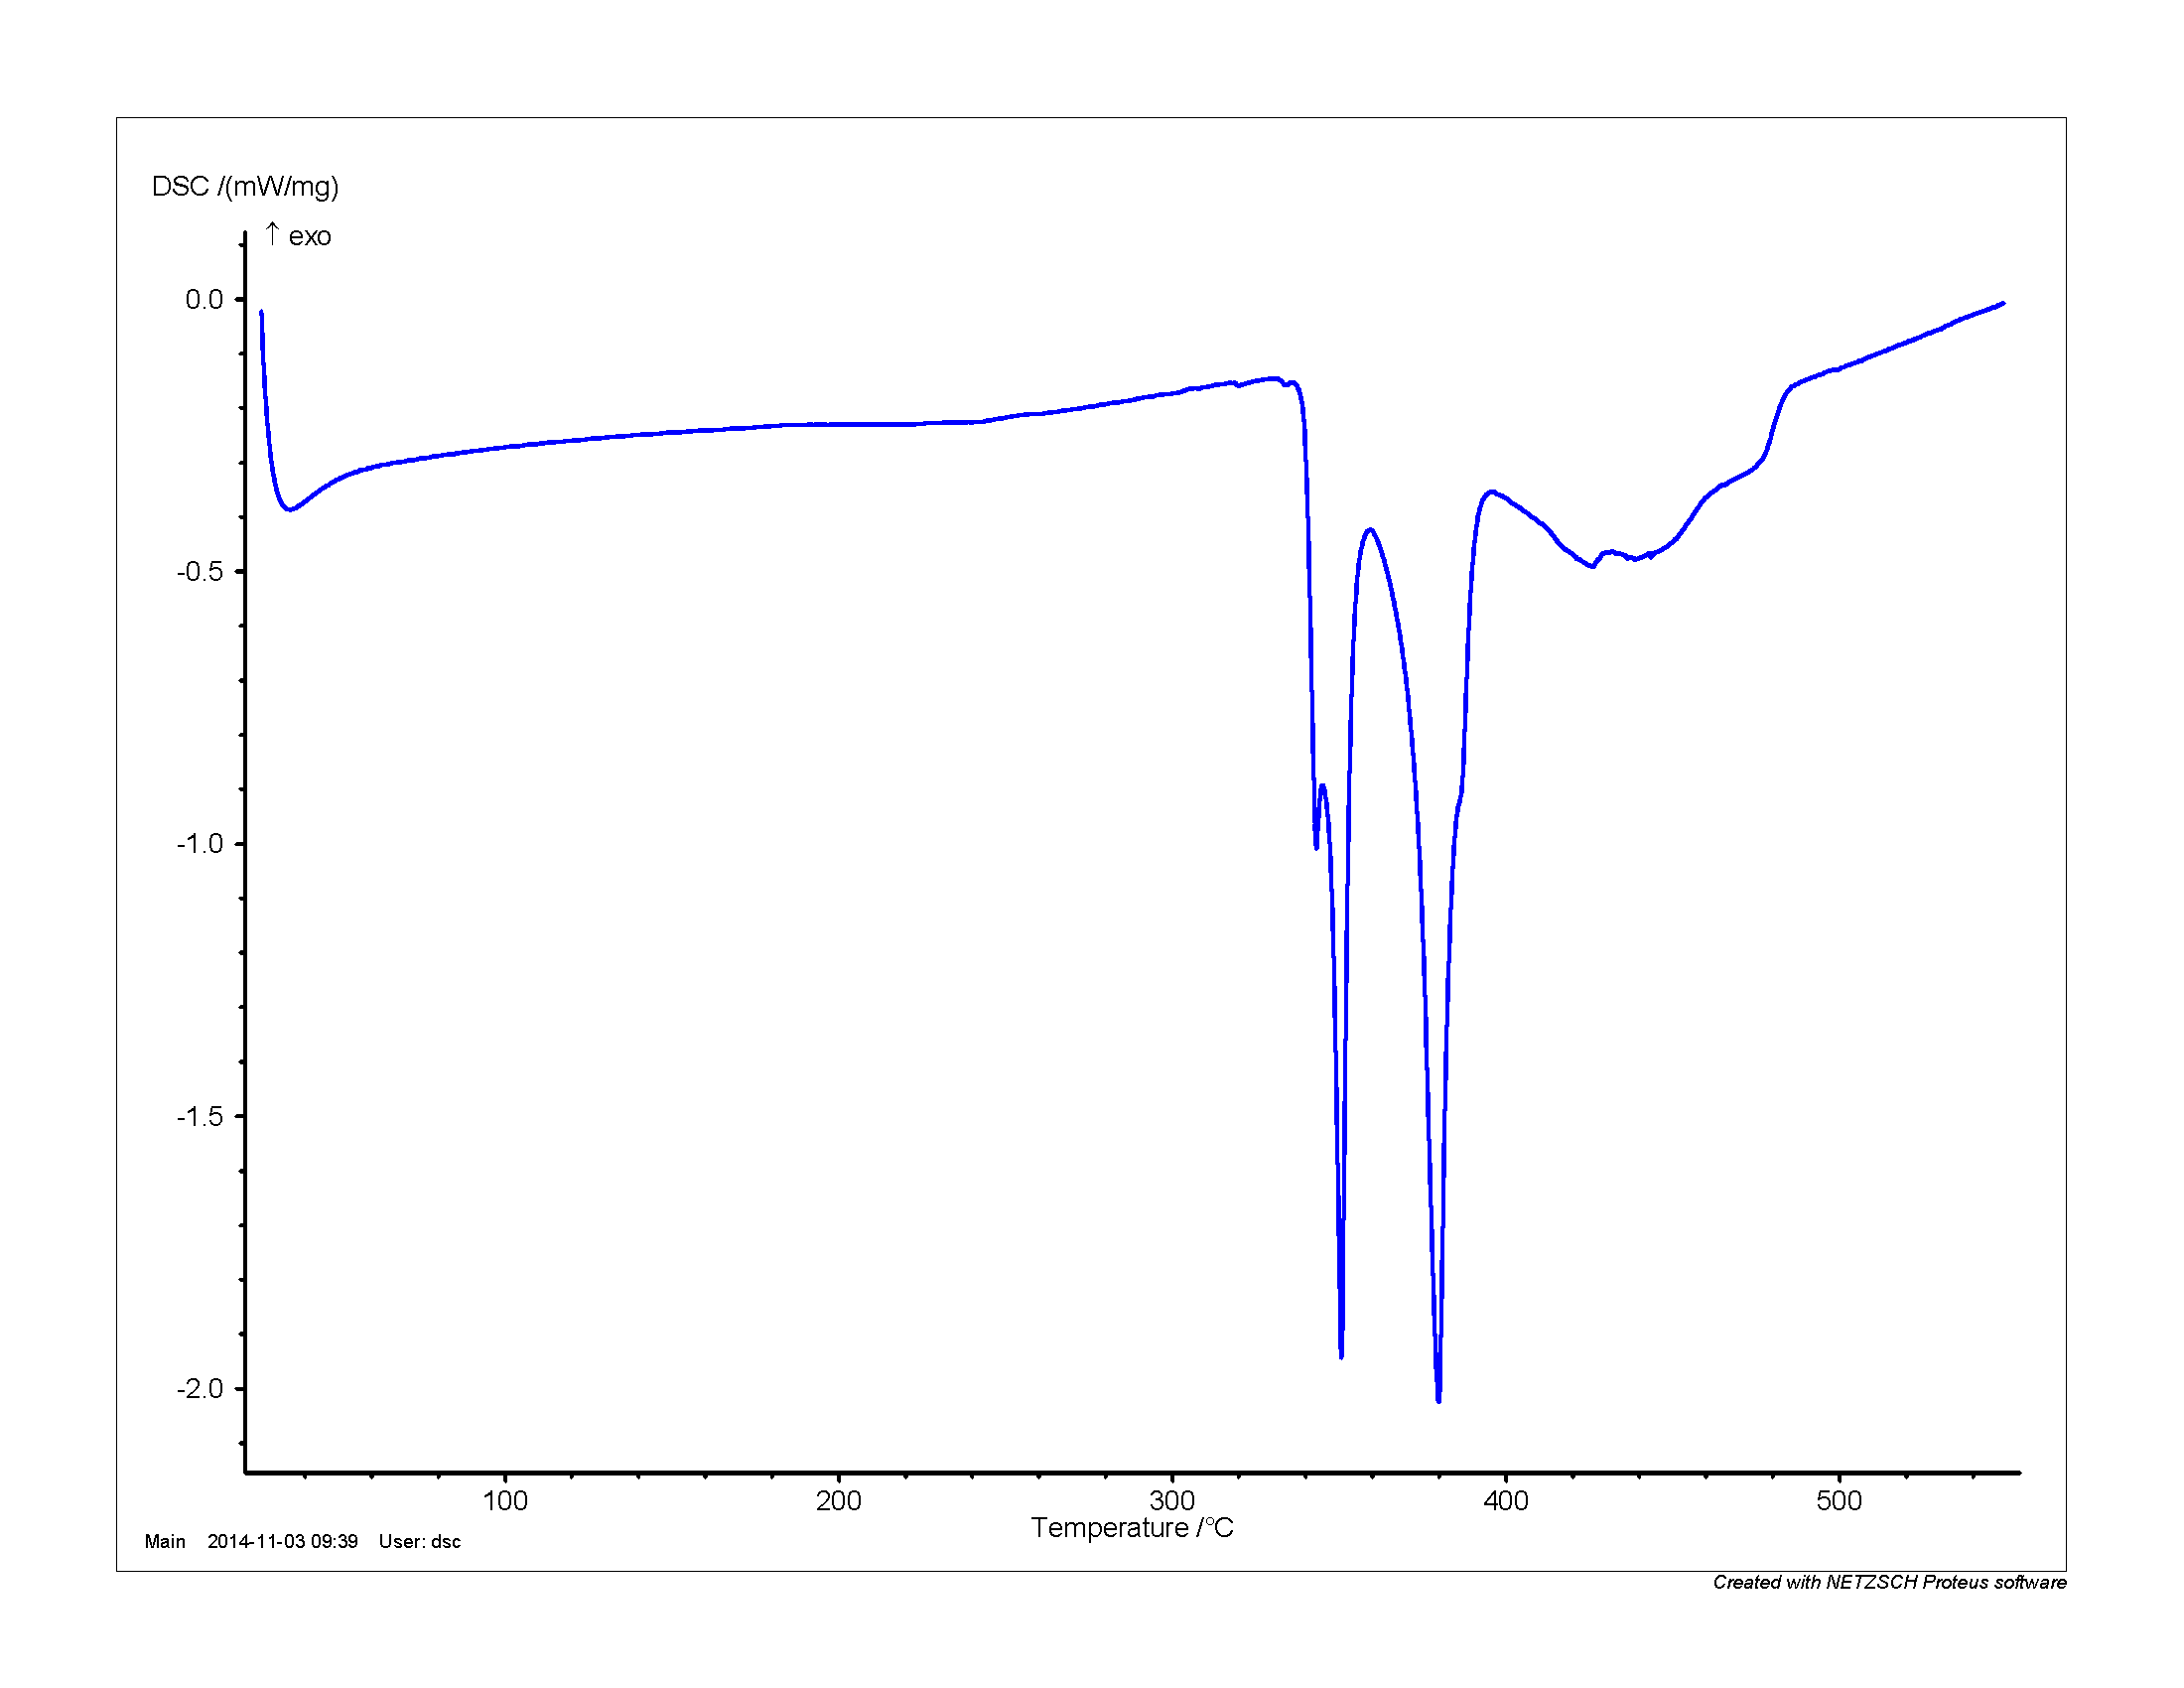 DSC /(mW/mg)
↑ exo
0.0
-0.5
-1.0
-1.5
-2.0
100 200 300 400 500
Temperature /°C
Main 2014-11-03 09:39 User: dsc
Created with NETZSCH Proteus software